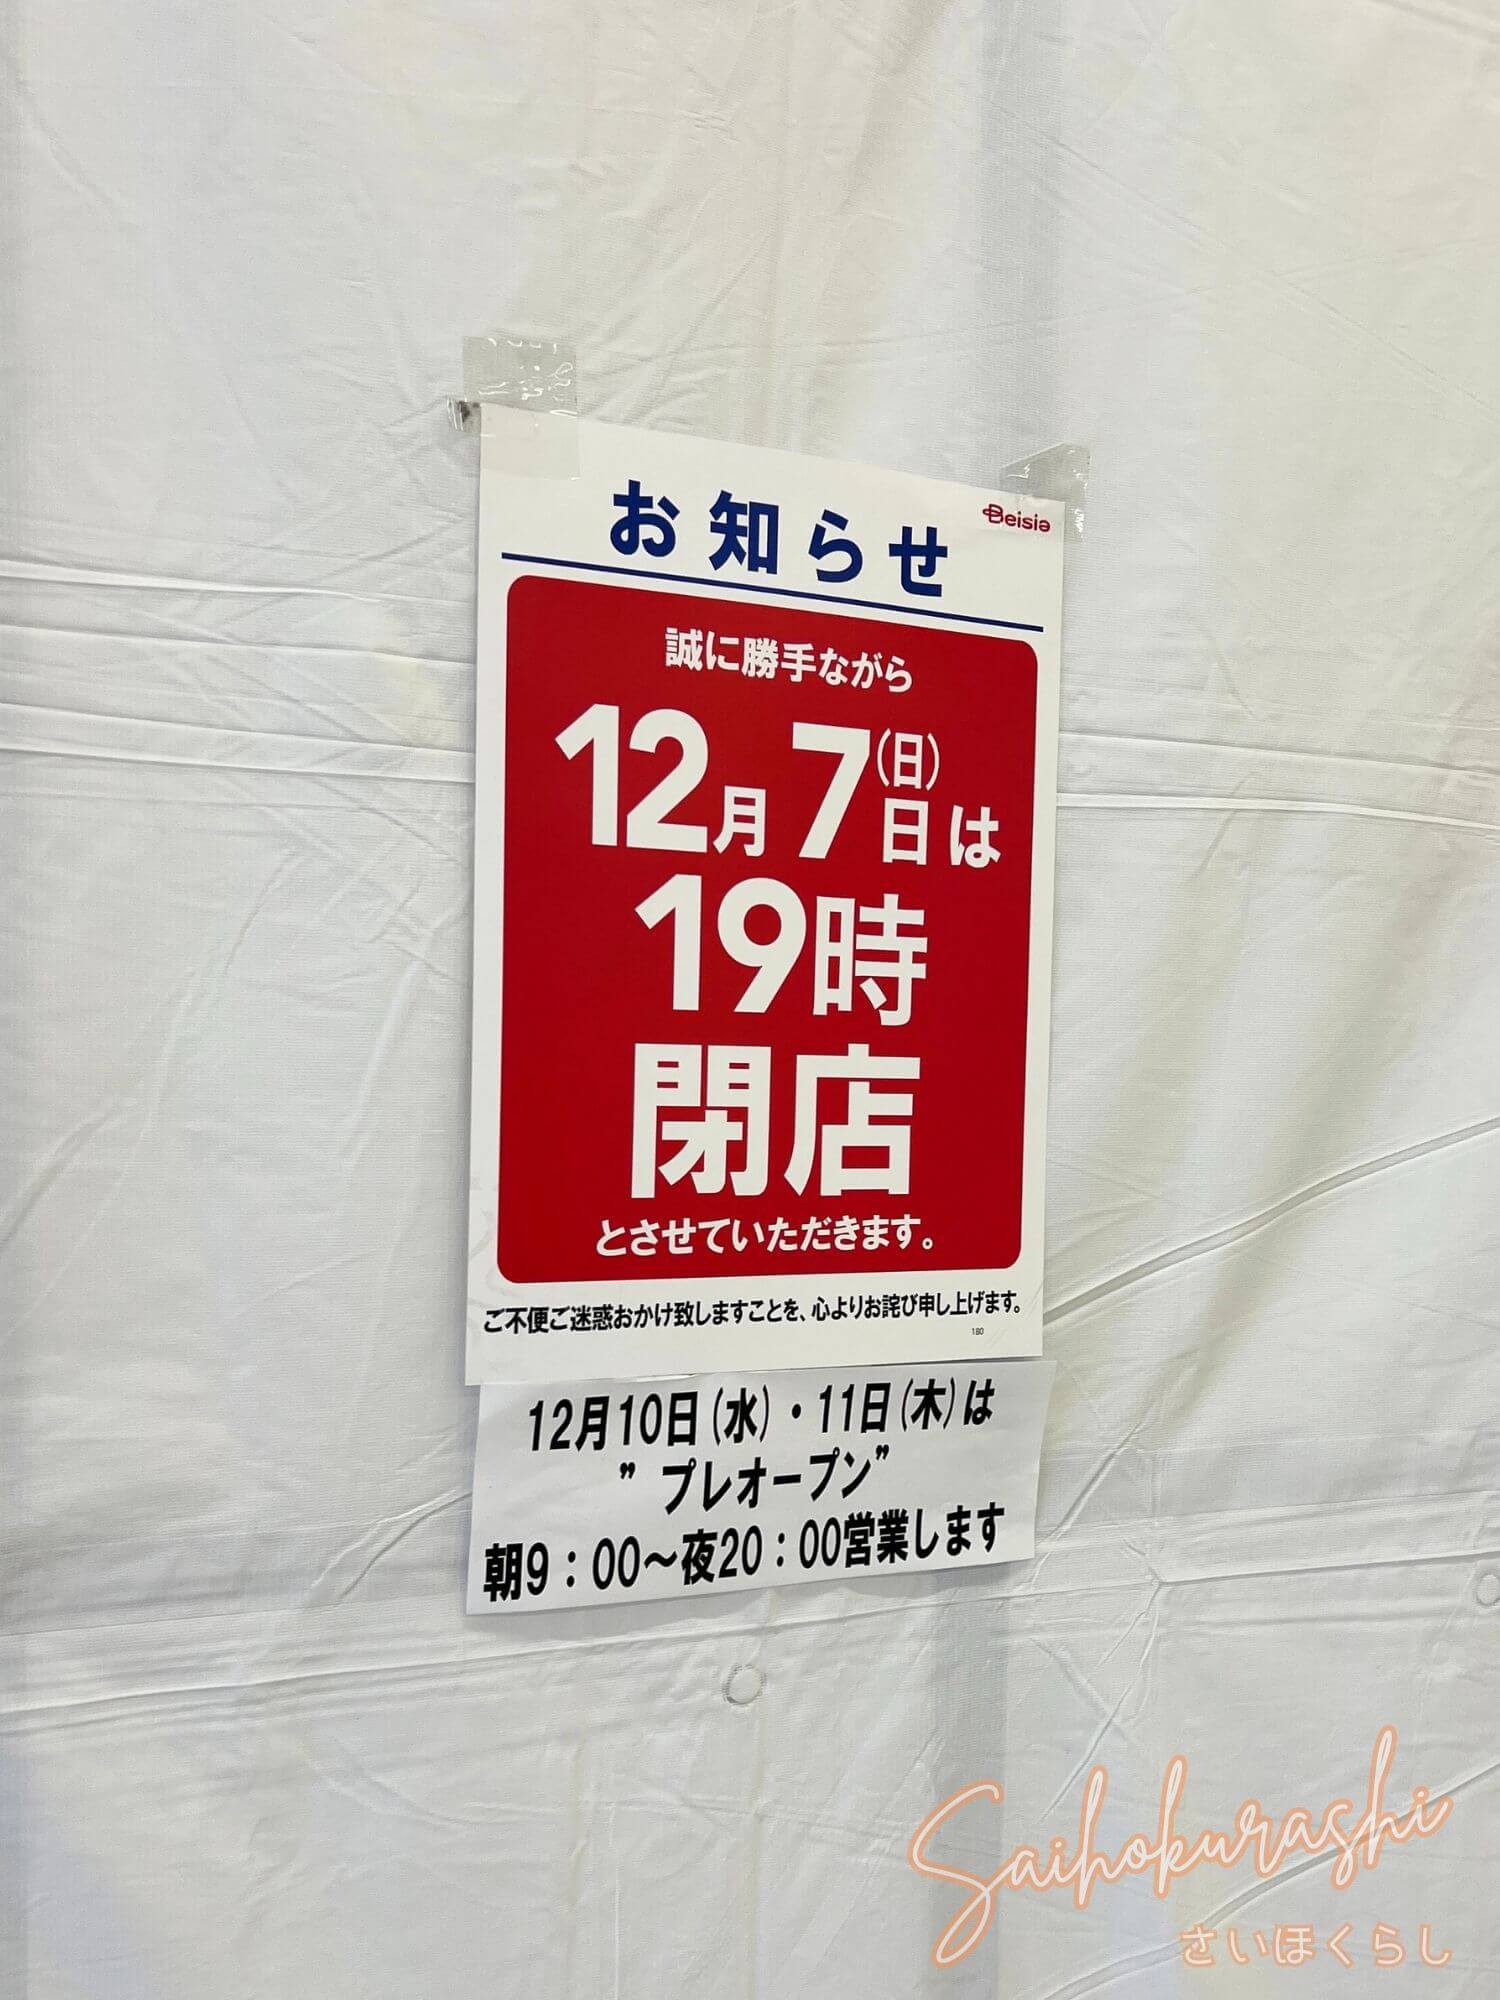 お知らせ
Beisia
誠に勝手ながら
12月7日(日)は
19時
閉店
とさせていただきます。
ご不便ご迷惑おかけ致しますことを、心よりお詫び申し上げます。
180
12月10日(水)・11日(木)は
”プレオープン”
朝9:00〜夜20:00営業します
Saihokurashi
さいほくらし